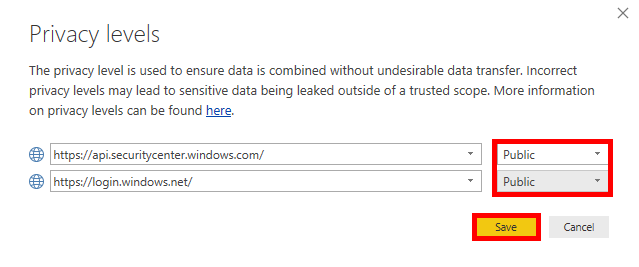 Privacy levels
The privacy level is used to ensure data is combined without undesirable data transfer. Incorrect
privacy levels may lead to sensitive data being leaked outside of a trusted scope. More information
on privacy levels can be found here.
https://api.securitycenter.windows.com/ Public
https://login.windows.net/ Public
Save Cancel